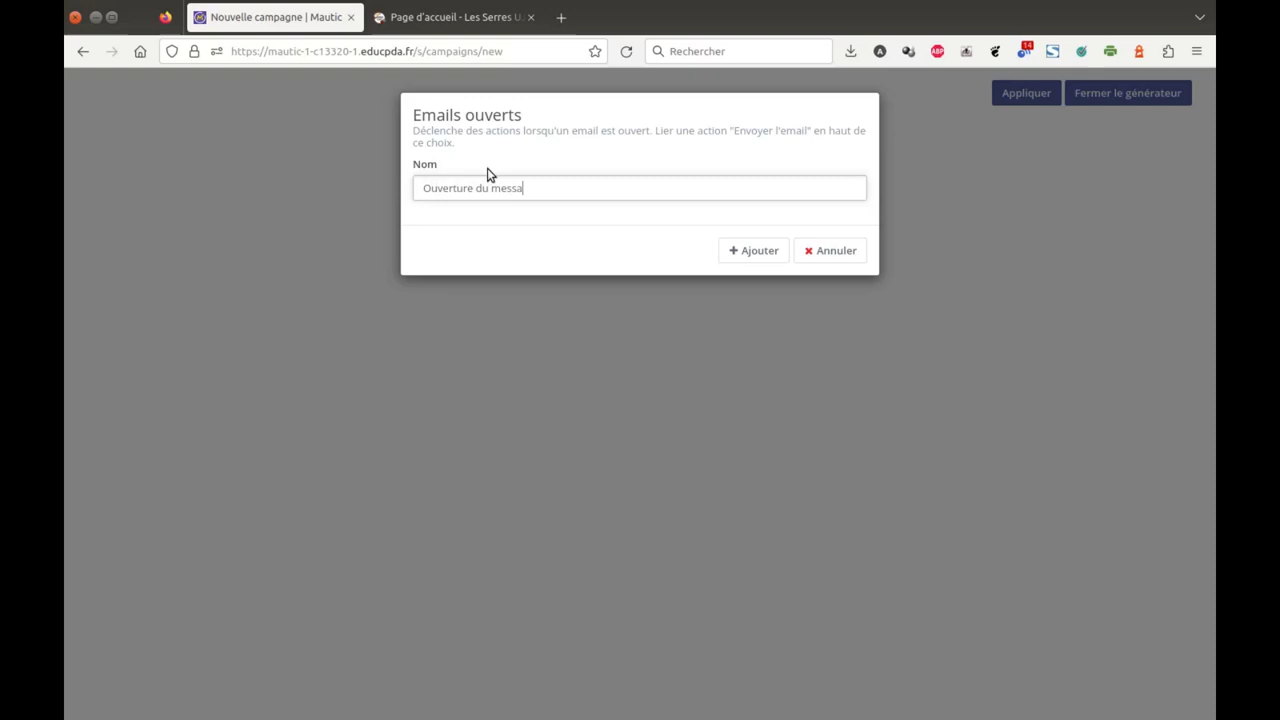 Nouvelle campagne | Mautic
Page d'accueil - Les Serres U
https://mautic-1-c13320-1.educpda.fr/s/campaigns/new
Rechercher
14
ABP
Appliquer
Fermer le générateur
Emails ouverts
Déclenche des actions lorsqu'un email est ouvert. Lier une action "Envoyer l'email" en haut de
ce choix.
Nom
Ouverture du messa
Ajouter
Annuler